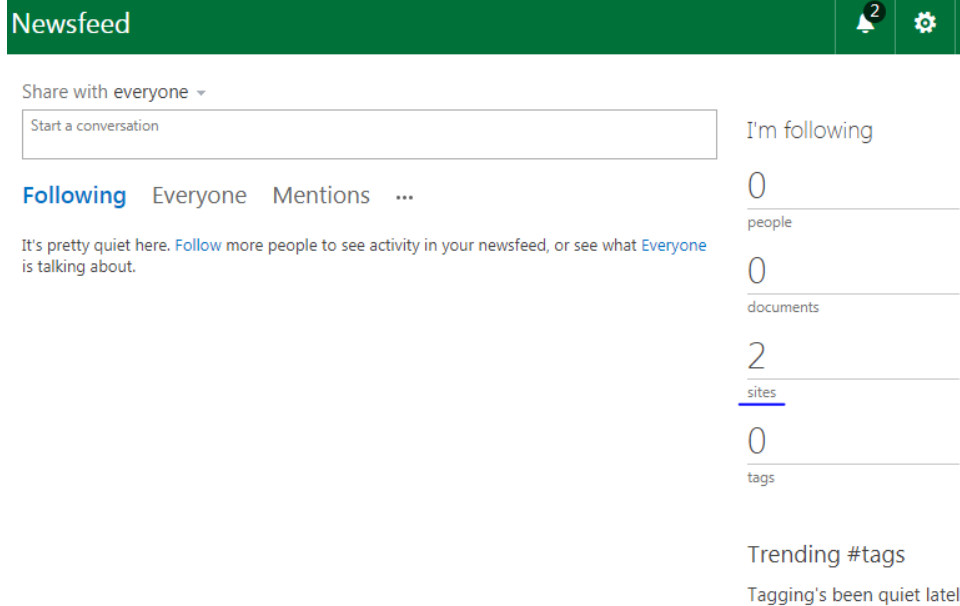 Newsfeed
2
Share with everyone
Start a conversation
Following Everyone Mentions ...
It's pretty quiet here. Follow more people to see activity in your newsfeed, or see what Everyone
is talking about.
I'm following
0
people
0
documents
2
sites
0
tags
Trending #tags
Tagging's been quiet latel